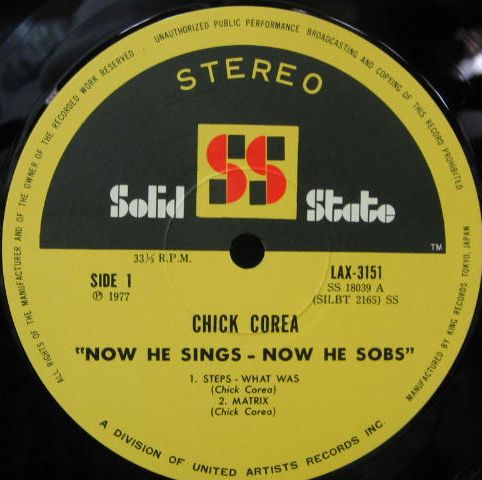 ALL RIGHTS OF THE MANUFACTURER AND OF THE OWNER OF THE RECORDED WORK RESERVED. UNAUTHORIZED PUBLIC PERFORMANCE BROADCASTING AND COPYING OF THIS RECORD PROHIBITED
STEREO
SS
Solid State
TM
33⅓ R.P.M.
SIDE 1
LAX-3151
℗ 1977
SS 18039 A
(SILBT 2165) SS
CHICK COREA
"NOW HE SINGS - NOW HE SOBS"
1. STEPS - WHAT WAS
(Chick Corea)
2. MATRIX
(Chick Corea)
MANUFACTURED BY KING RECORDS TOKYO, JAPAN
A DIVISION OF UNITED ARTISTS RECORDS INC.